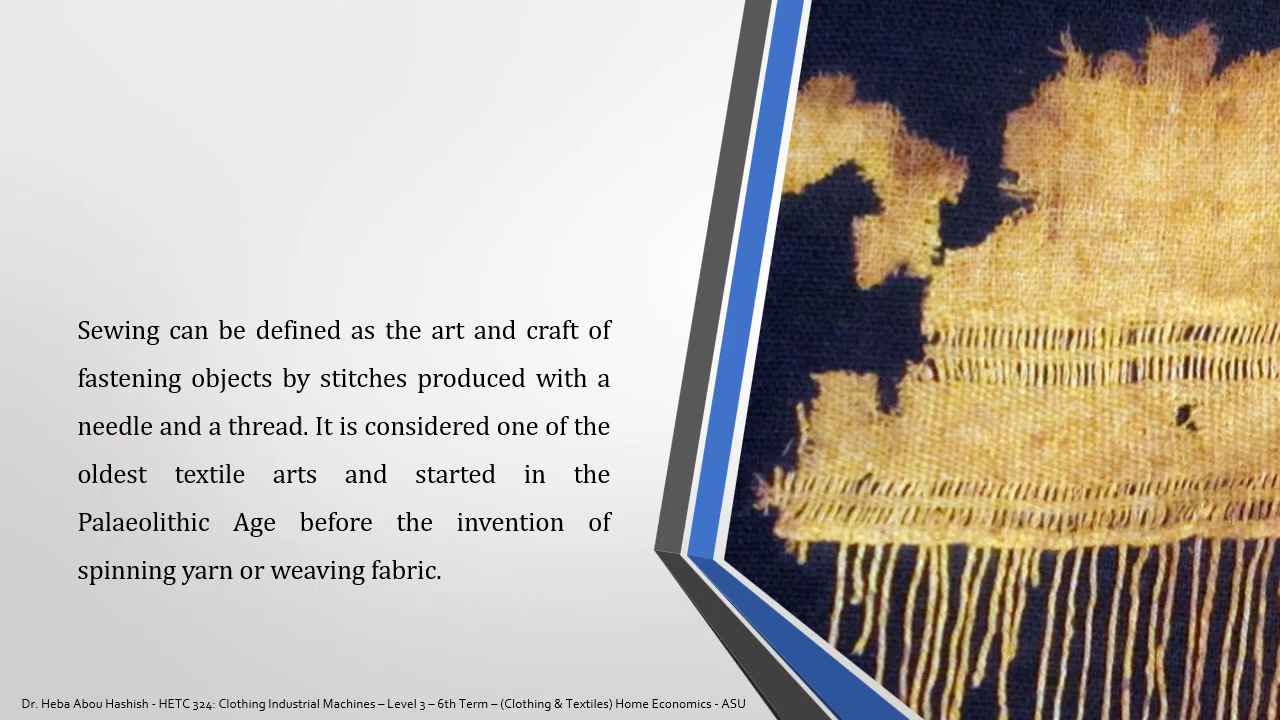 Sewing can be defined as the art and craft of
fastening objects by stitches produced with a
needle and a thread. It is considered one of the
oldest textile arts and started in the
Palaeolithic Age before the invention of
spinning yarn or weaving fabric.
Dr. Heba Abou Hashish - HETC 324: Clothing Industrial Machines – Level 3 – 6th Term – (Clothing & Textiles) Home Economics - ASU